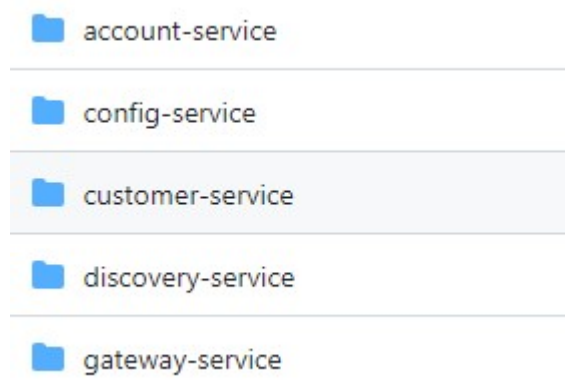 account-service
config-service
customer-service
discovery-service
gateway-service